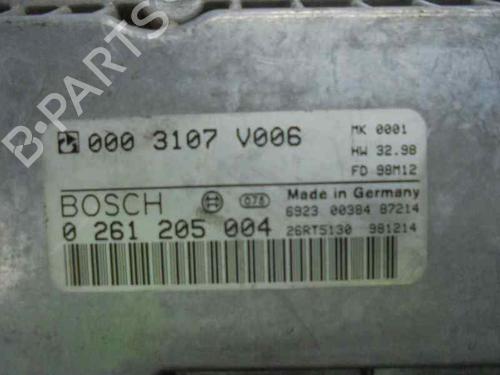 B-PARTS
000 3107 V006
MK 0001
HW 32.98
FD 98M12
BOSCH
076
Made in Germany
6923 00384 87214
0 261 205 004
26RT5130 981214